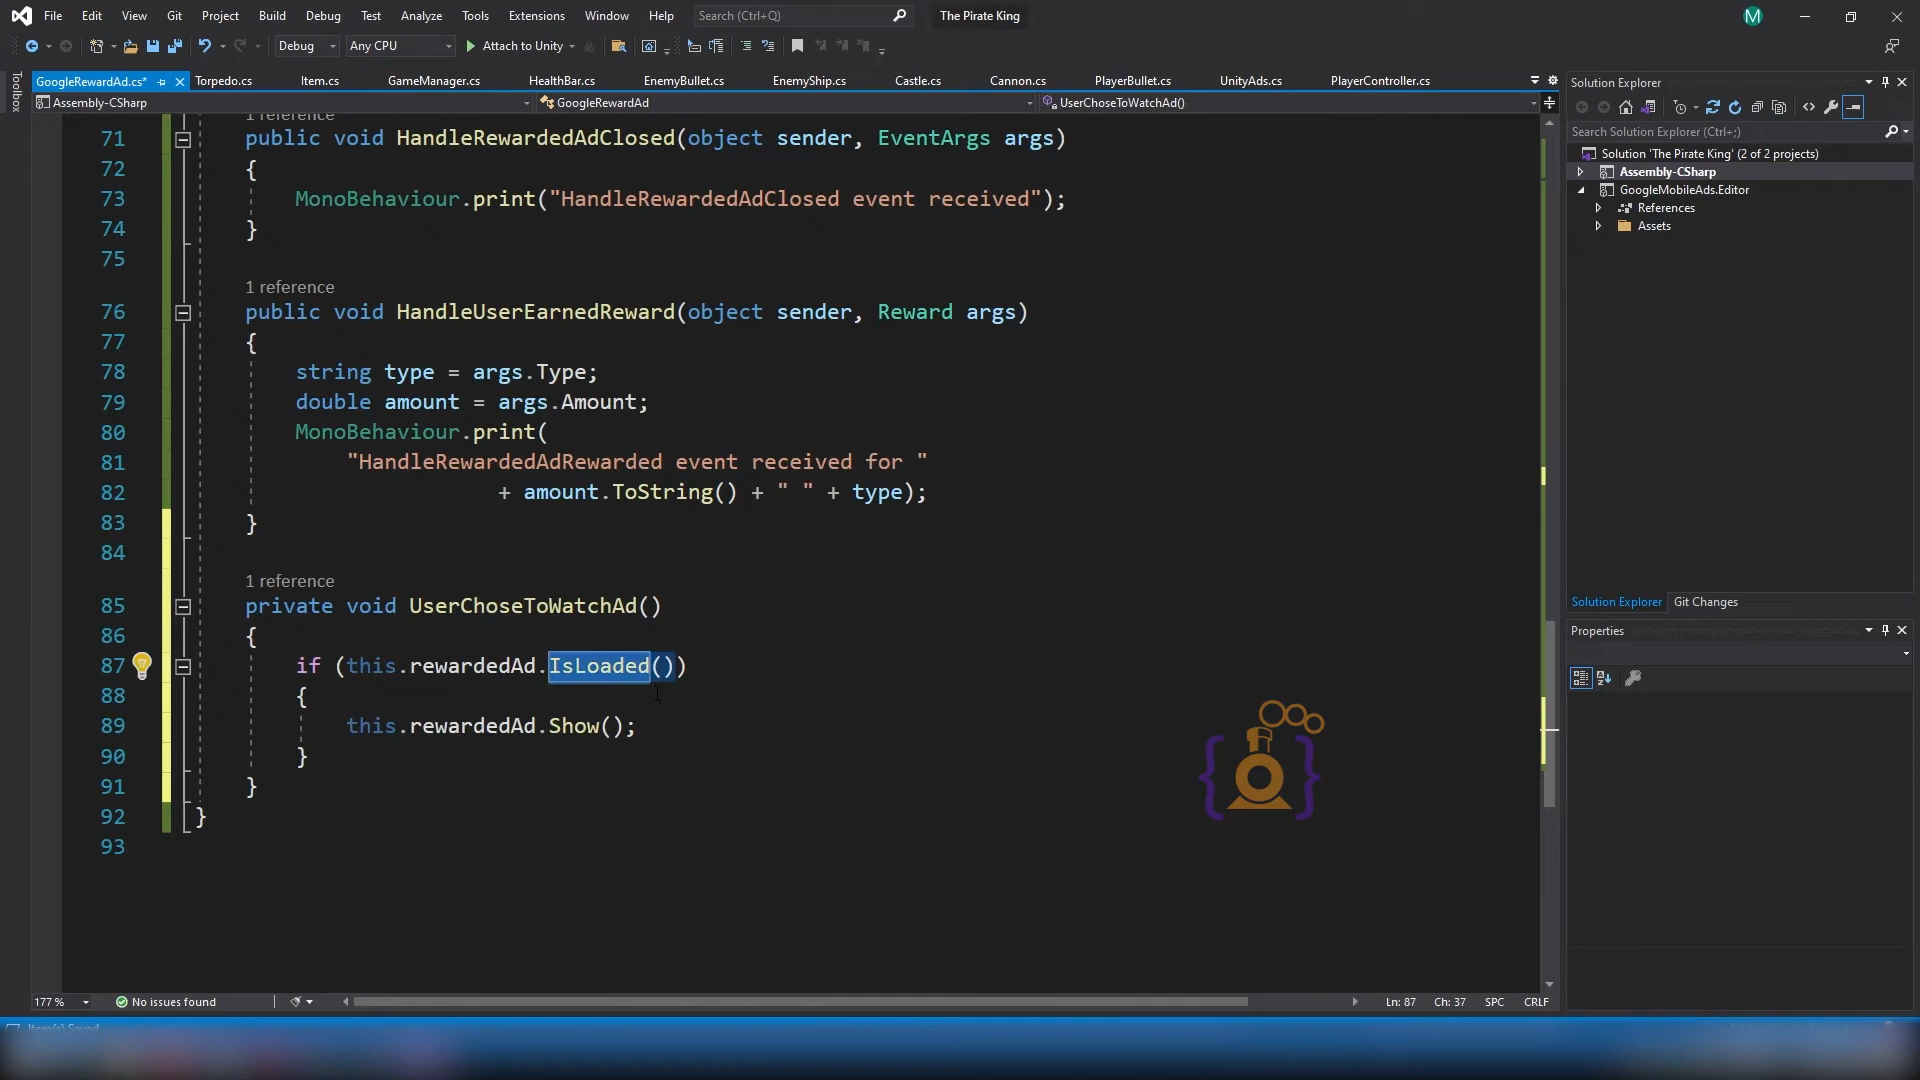 File Edit View Git Project Build Debug Test Analyze Tools Extensions Window Help Search (Ctrl+Q) The Pirate King M
Debug Any CPU Attach to Unity
Toolbox
GoogleRewardAd.cs* Torpedo.cs Item.cs GameManager.cs HealthBar.cs EnemyBullet.cs EnemyShip.cs Castle.cs Cannon.cs PlayerBullet.cs UnityAds.cs PlayerController.cs
Assembly-CSharp GoogleRewardAd UserChoseToWatchAd()
1 reference
71 public void HandleRewardedAdClosed(object sender, EventArgs args)
72 {
73 MonoBehaviour.print("HandleRewardedAdClosed event received");
74 }
75
1 reference
76 public void HandleUserEarnedReward(object sender, Reward args)
77 {
78 string type = args.Type;
79 double amount = args.Amount;
80 MonoBehaviour.print(
81 "HandleRewardedAdRewarded event received for "
82 + amount.ToString() + " " + type);
83 }
84
1 reference
85 private void UserChoseToWatchAd()
86 {
87 if (this.rewardedAd.IsLoaded())
88 {
89 this.rewardedAd.Show();
90 }
91 }
92 }
93
177 % No issues found Ln: 87 Ch: 37 SPC CRLF
Item(s) Saved
Solution Explorer
Search Solution Explorer (Ctrl+;)
Solution 'The Pirate King' (2 of 2 projects)
Assembly-CSharp
GoogleMobileAds.Editor
References
Assets
Solution Explorer Git Changes
Properties